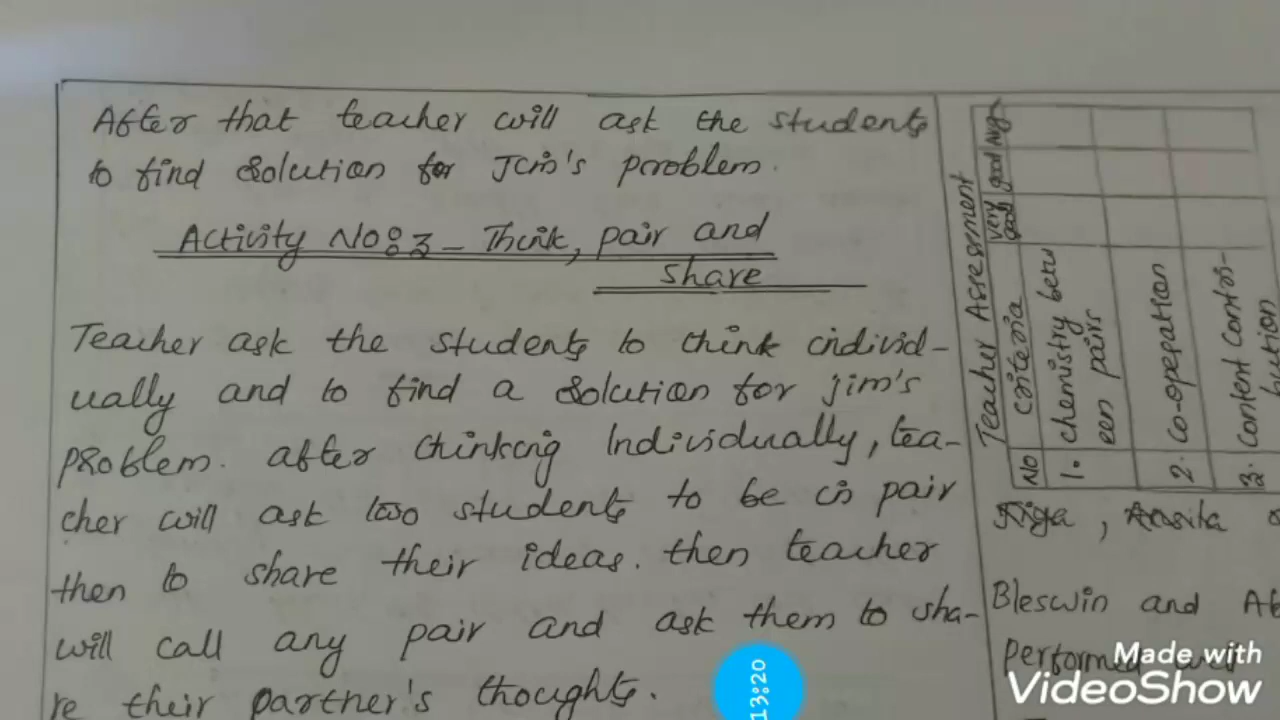 After that teacher will ask the students
to find solution for Jim's problem.
Activity No: 3 - Think, pair and
share
Teacher ask the students to think individ-
ually and to find a solution for jim's
problem. after thinking Individually, tea-
cher will ask two students to be in pair
then to share their ideas. then teacher
will call any pair and ask them to sha-
re their partner's thoughts.
Teacher Assessment
No criteria very good good Avg
1. chemistry betw
een pairs
2. co-operation
3. Content Contri-
bution
Bleswin and
performed well
13:20
Made with
VideoShow